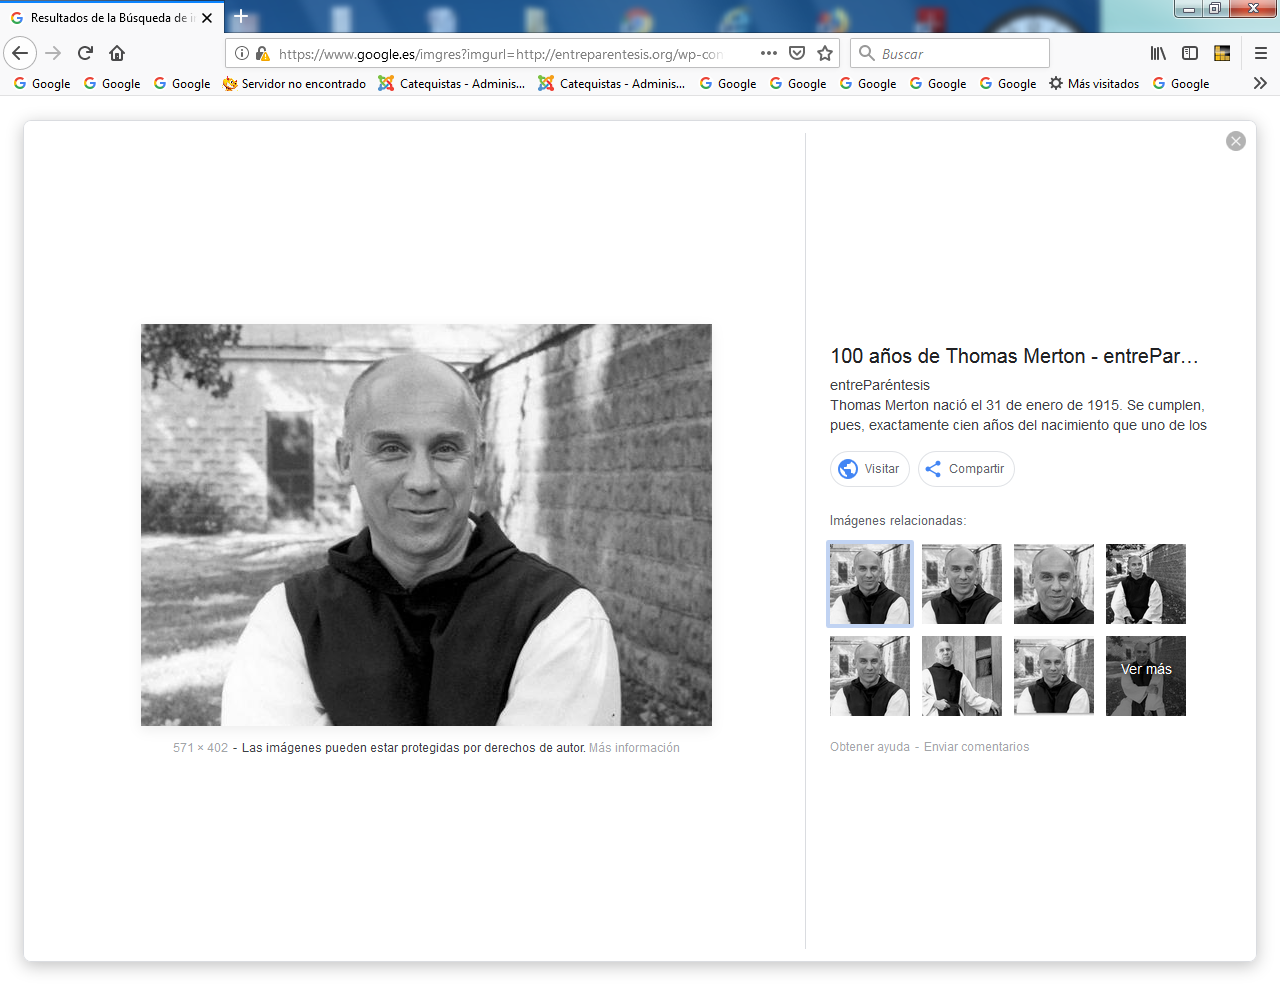 Resultados de la Búsqueda de i
https://www.google.es/imgres?imgurl=http://entreparentesis.org/wp-con
Buscar
Google
Google
Google
Servidor no encontrado
Catequistas - Adminis...
Catequistas - Adminis...
Google
Google
Google
Google
Google
Más visitados
Google
100 años de Thomas Merton - entrePar...
entreParéntesis
Thomas Merton nació el 31 de enero de 1915. Se cumplen,
pues, exactamente cien años del nacimiento que uno de los
Visitar
Compartir
Imágenes relacionadas:
Ver más
571 × 402 - Las imágenes pueden estar protegidas por derechos de autor. Más información
Obtener ayuda - Enviar comentarios